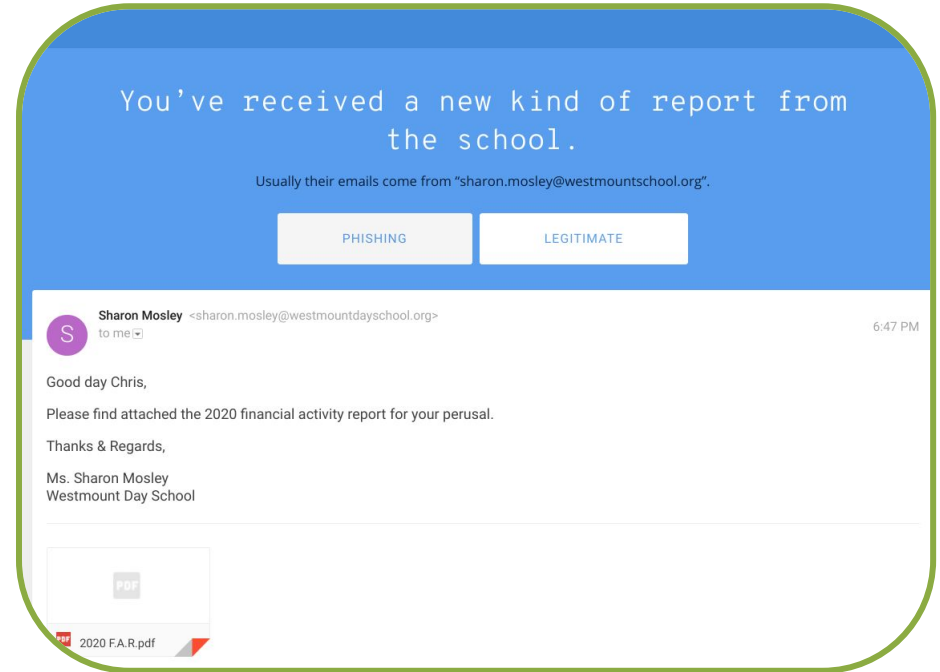 You’ve received a new kind of report from
the school.
Usually their emails come from “sharon.mosley@westmountschool.org”.
PHISHING
LEGITIMATE
S
Sharon Mosley <sharon.mosley@westmountdayschool.org>
to me
6:47 PM
Good day Chris,
Please find attached the 2020 financial activity report for your perusal.
Thanks & Regards,
Ms. Sharon Mosley
Westmount Day School
PDF
PDF 2020 F.A.R.pdf